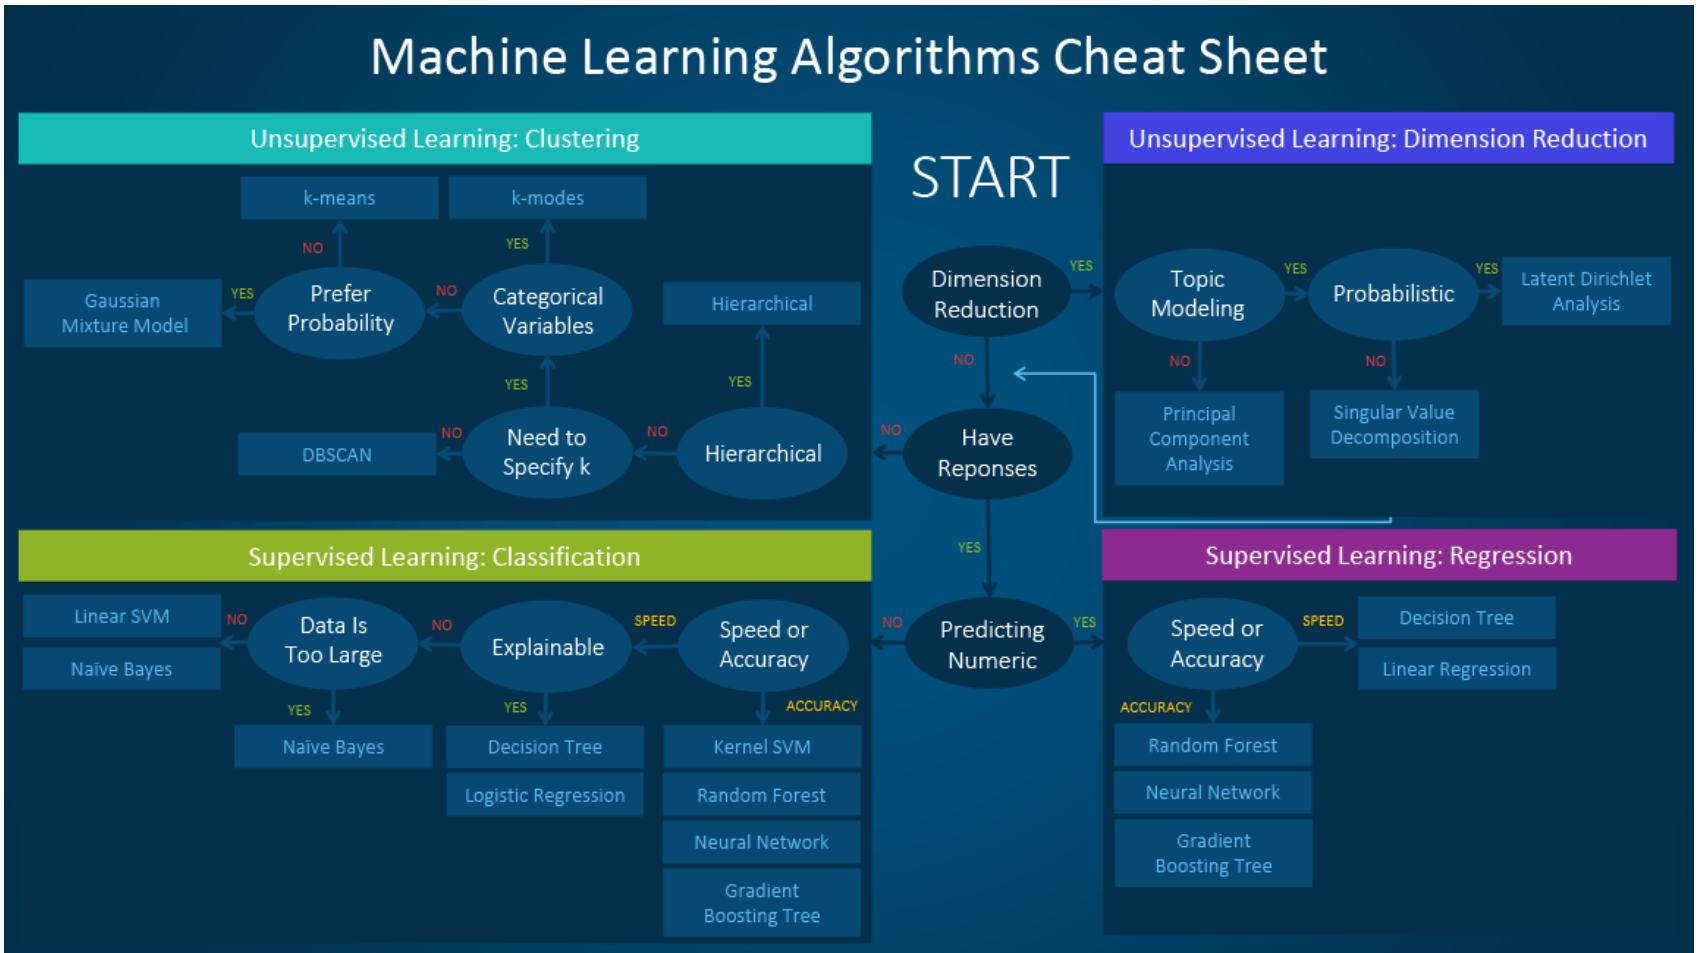 Machine Learning Algorithms Cheat Sheet
Unsupervised Learning: Clustering
k-means
k-modes
NO
YES
Gaussian
Mixture Model
YES
Prefer
Probability
NO
Categorical
Variables
Hierarchical
YES
YES
DBSCAN
NO
Need to
Specify k
NO
Hierarchical
START
Dimension
Reduction
YES
NO
NO
Have
Reponses
YES
NO
Predicting
Numeric
YES
Unsupervised Learning: Dimension Reduction
Topic
Modeling
YES
Probabilistic
YES
Latent Dirichlet
Analysis
NO
NO
Principal
Component
Analysis
Singular Value
Decomposition
Supervised Learning: Classification
Linear SVM
Naïve Bayes
NO
Data Is
Too Large
NO
Explainable
SPEED
Speed or
Accuracy
YES
YES
ACCURACY
Naïve Bayes
Decision Tree
Logistic Regression
Kernel SVM
Random Forest
Neural Network
Gradient
Boosting Tree
Supervised Learning: Regression
Speed or
Accuracy
SPEED
Decision Tree
Linear Regression
ACCURACY
Random Forest
Neural Network
Gradient
Boosting Tree